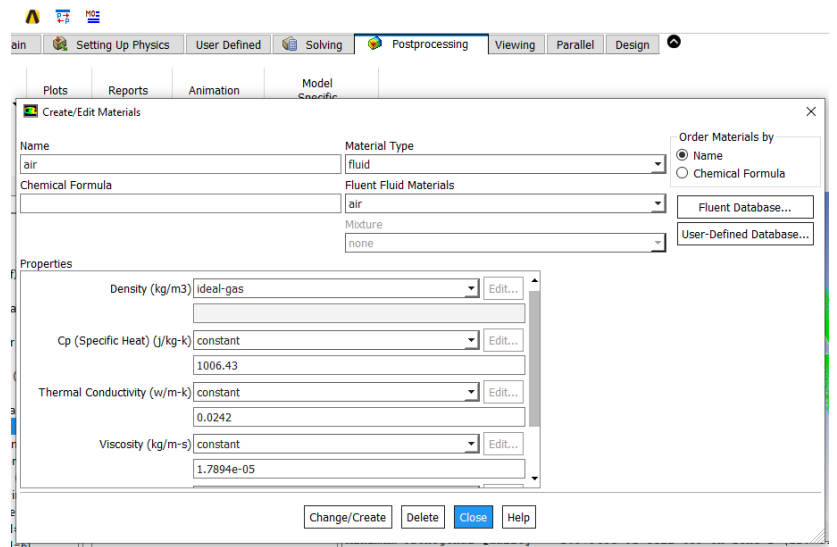 MO
ain Setting Up Physics User Defined Solving Postprocessing Viewing Parallel Design
Plots Reports Animation Model
Specific
Create/Edit Materials
Name Material Type Order Materials by
air fluid Name
Chemical Formula Fluent Fluid Materials Chemical Formula
air Fluent Database...
Mixture
none User-Defined Database...
Properties
Density (kg/m3) ideal-gas Edit...
Cp (Specific Heat) (j/kg-k) constant Edit...
1006.43
Thermal Conductivity (w/m-k) constant Edit...
0.0242
Viscosity (kg/m-s) constant Edit...
1.7894e-05
Change/Create Delete Close Help